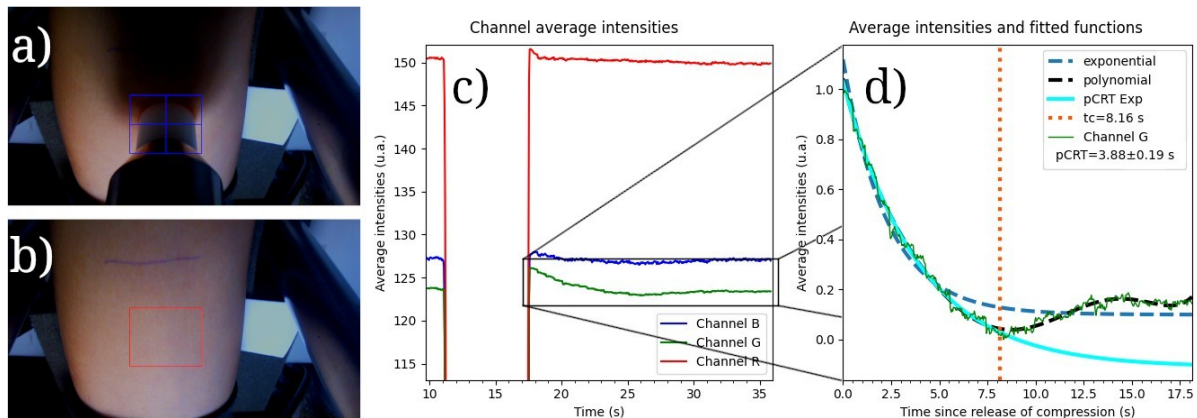 a)
b)
Channel average intensities
c)
Average intensities (u.a.)
150
145
140
135
130
125
120
115
10
15
20
25
30
35
Time (s)
Channel B
Channel G
Channel R
Average intensities and fitted functions
d)
Average intensities (u.a.)
1.0
0.8
0.6
0.4
0.2
0.0
0.0
2.5
5.0
7.5
10.0
12.5
15.0
17.5
Time since release of compression (s)
exponential
polynomial
pCRT Exp
tc=8.16 s
Channel G
pCRT=3.88±0.19 s